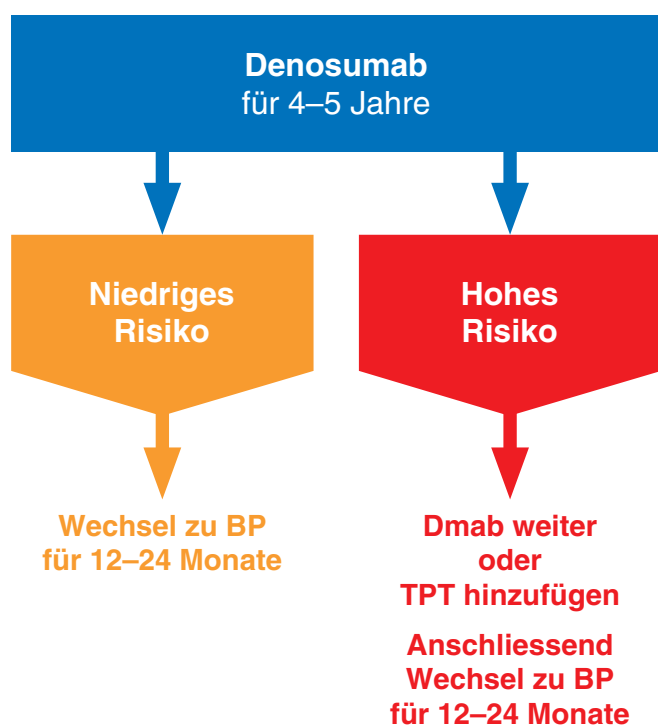 Denosumab
für 4–5 Jahre
Niedriges
Risiko
Hohes
Risiko
Wechsel zu BP
für 12–24 Monate
Dmab weiter
oder
TPT hinzufügen
Anschliessend
Wechsel zu BP
für 12–24 Monate